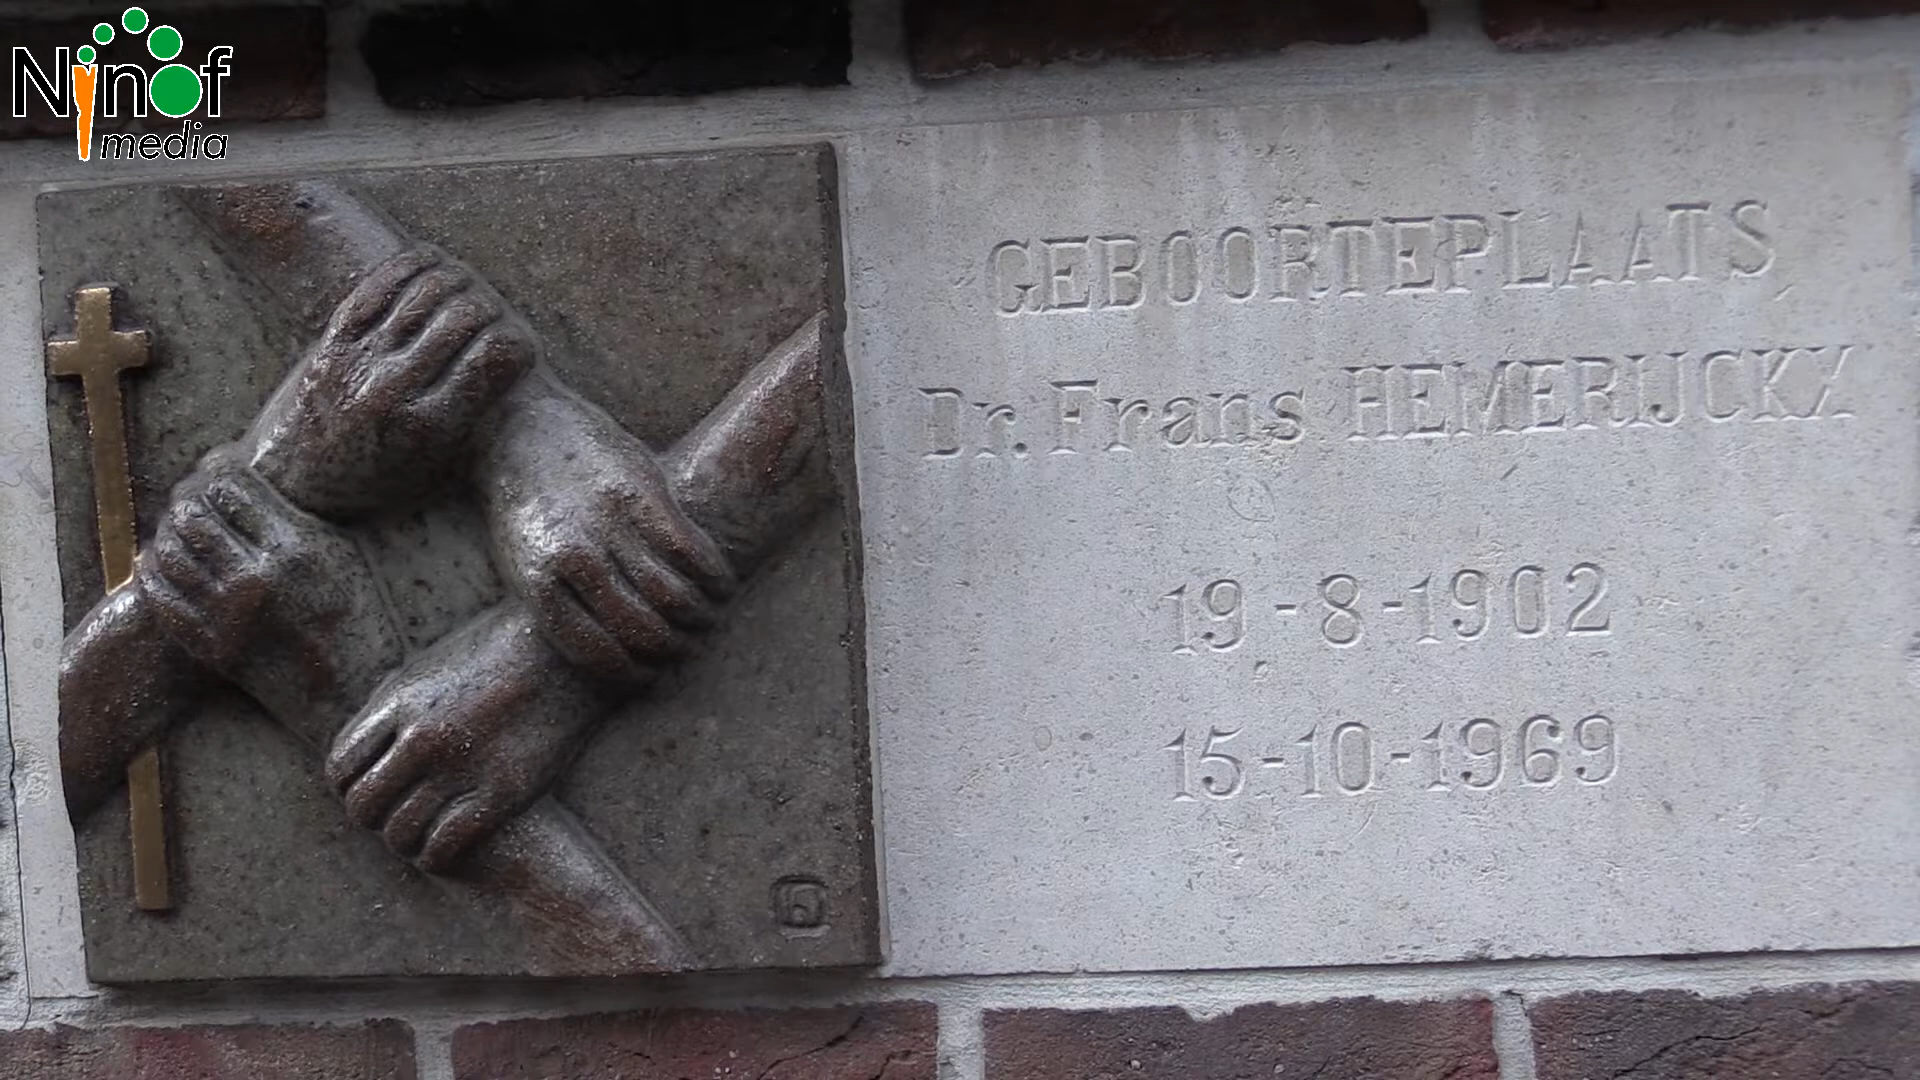 Ninof
media
GEBOORTEPLAATS
Dr. Frans HEMERIJCKX
19-8-1902
15-10-1969